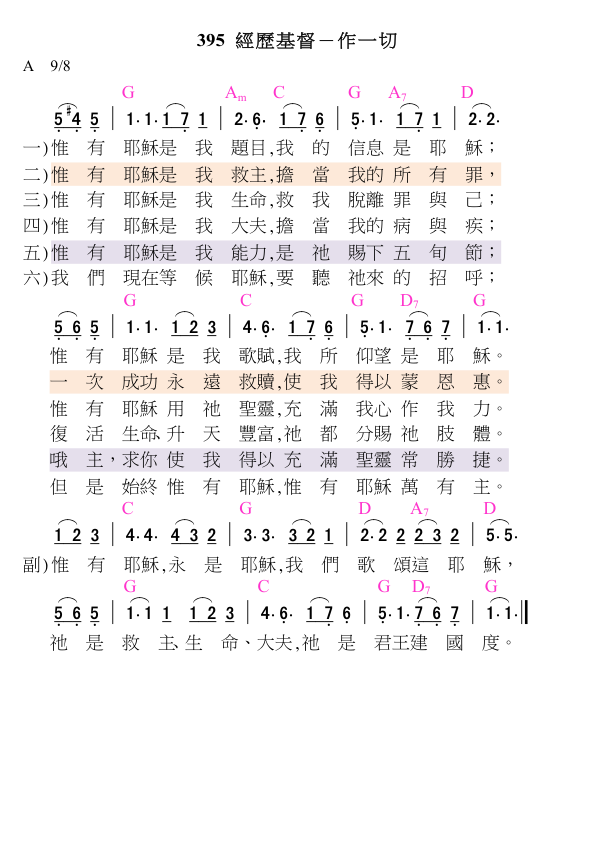 395 經歷基督－作一切
A 9/8
G Am C G A7 D
5 #4 5 | 1· 1· 1 7 1 | 2· 6· 1 7 6 | 5· 1· 1 7 1 | 2· 2·
一)惟有耶穌是我題目,我的信息是耶穌；
二)惟有耶穌是我救主,擔當我的所有罪，
三)惟有耶穌是我生命,救我脫離罪與己；
四)惟有耶穌是我大夫,擔當我的病與疾；
五)惟有耶穌是我能力,是祂賜下五旬節；
六)我們現在等候耶穌,要聽祂來的招呼；
G C G D7 G
5 6 5 | 1· 1· 1 2 3 | 4· 6· 1 7 6 | 5· 1· 7 6 7 | 1· 1·
惟有耶穌是我歌賦,我所仰望是耶穌。
一次成功永遠救贖,使我得以蒙恩惠。
惟有耶穌用祂聖靈,充滿我心作我力。
復活生命、升天豐富,祂都分賜祂肢體。
哦主，求你使我得以充滿聖靈常勝捷。
但是始終惟有耶穌,惟有耶穌萬有主。
C G D A7 D
1 2 3 | 4· 4· 4 3 2 | 3· 3· 3 2 1 | 2· 2 2 2 3 2 | 5· 5·
副)惟有耶穌,永是耶穌,我們歌頌這耶穌，
G C G D7 G
5 6 5 | 1· 1 1 1 2 3 | 4· 6· 1 7 6 | 5· 1· 7 6 7 | 1· 1·
祂是救主、生命、大夫,祂是君王建國度。